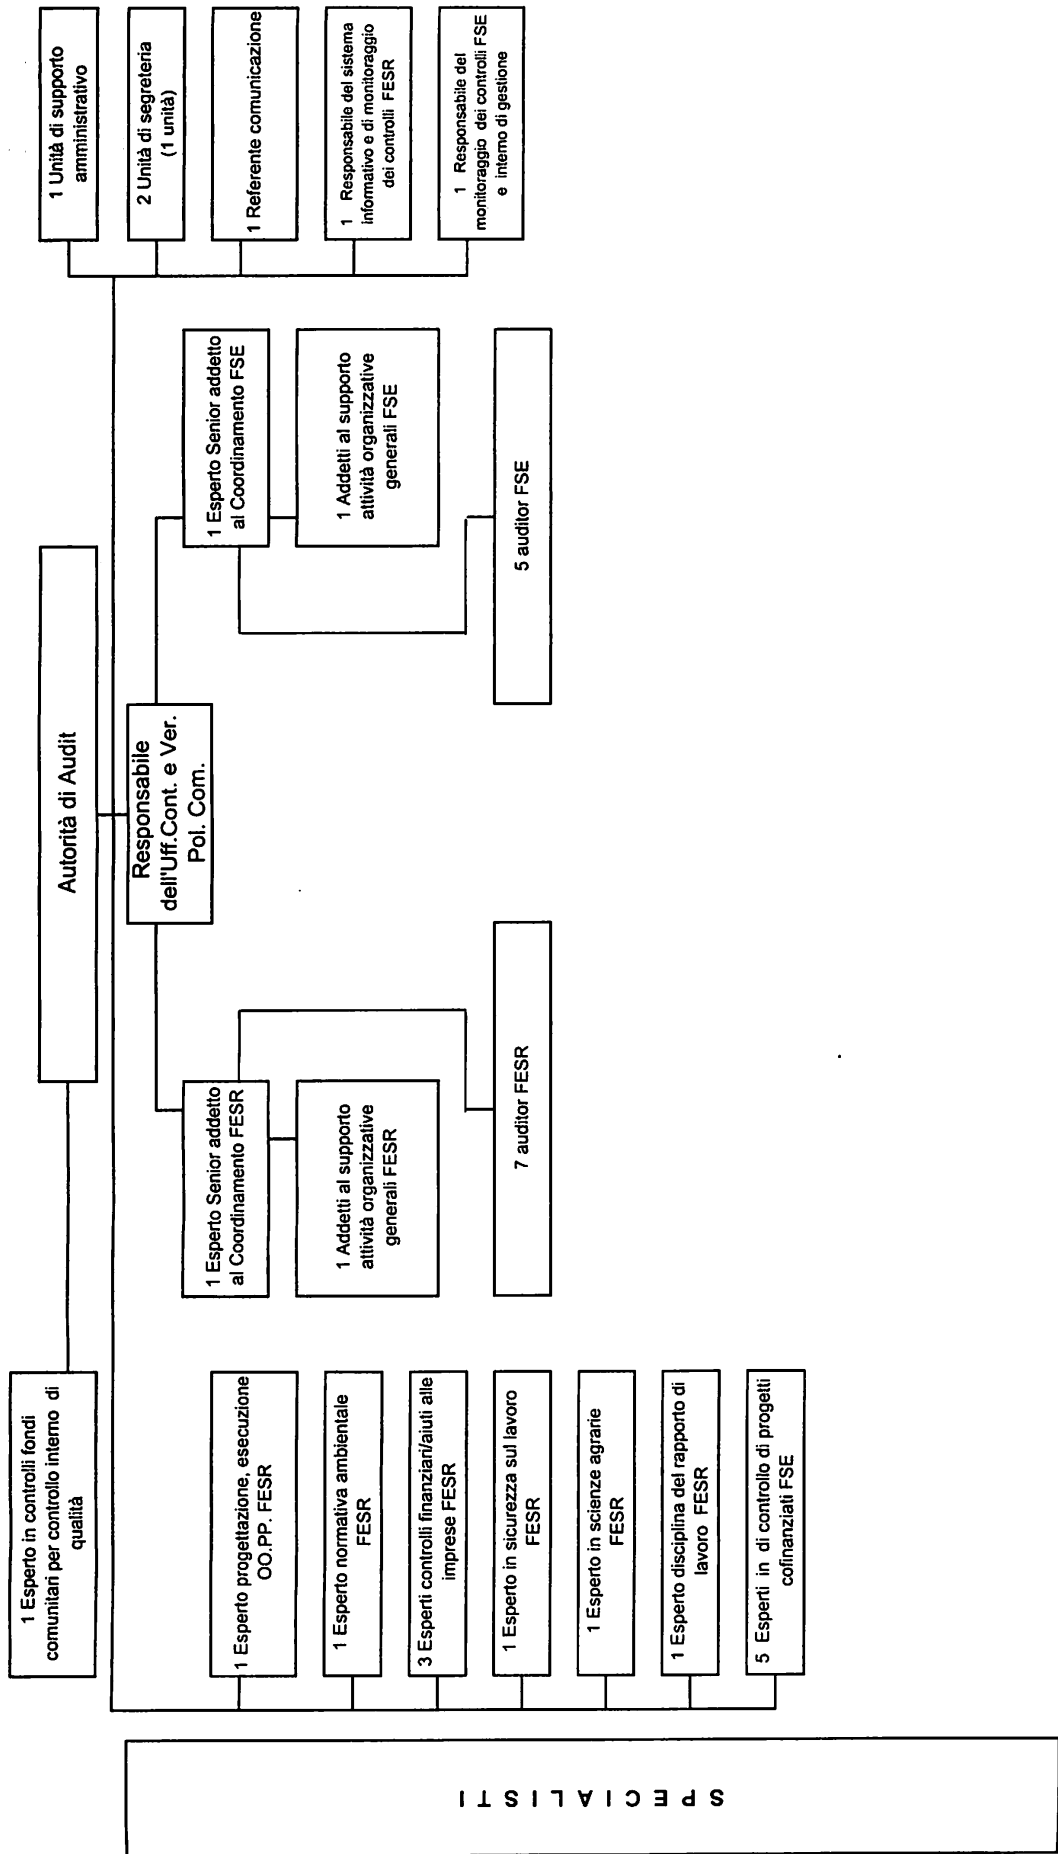 1 Esperto in controlli fondi
comunitari per controllo interno di
qualità
Autorità di Audit
Responsabile
dell'Uff.Cont. e Ver.
Pol. Com.
1 Unità di supporto
amministrativo
2 Unità di segreteria
(1 unità)
1 Referente comunicazione
1 Responsabile del sistema
informativo e di monitoraggio
dei controlli FESR
1 Responsabile del
monitoraggio dei controlli FSE
e interno di gestione
1 Esperto Senior addetto
al Coordinamento FESR
1 Addetti al supporto
attività organizzative
generali FESR
7 auditor FESR
1 Esperto Senior addetto
al Coordinamento FSE
1 Addetti al supporto
attività organizzative
generali FSE
5 auditor FSE
SPECIALISTI
1 Esperto progettazione, esecuzione
OO.PP. FESR
1 Esperto normativa ambientale
FESR
3 Esperti controlli finanziari/aiuti alle
imprese FESR
1 Esperto in sicurezza sul lavoro
FESR
1 Esperto in scienze agrarie
FESR
1 Esperto disciplina del rapporto di
lavoro FESR
5 Esperti in di controllo di progetti
cofinanziati FSE